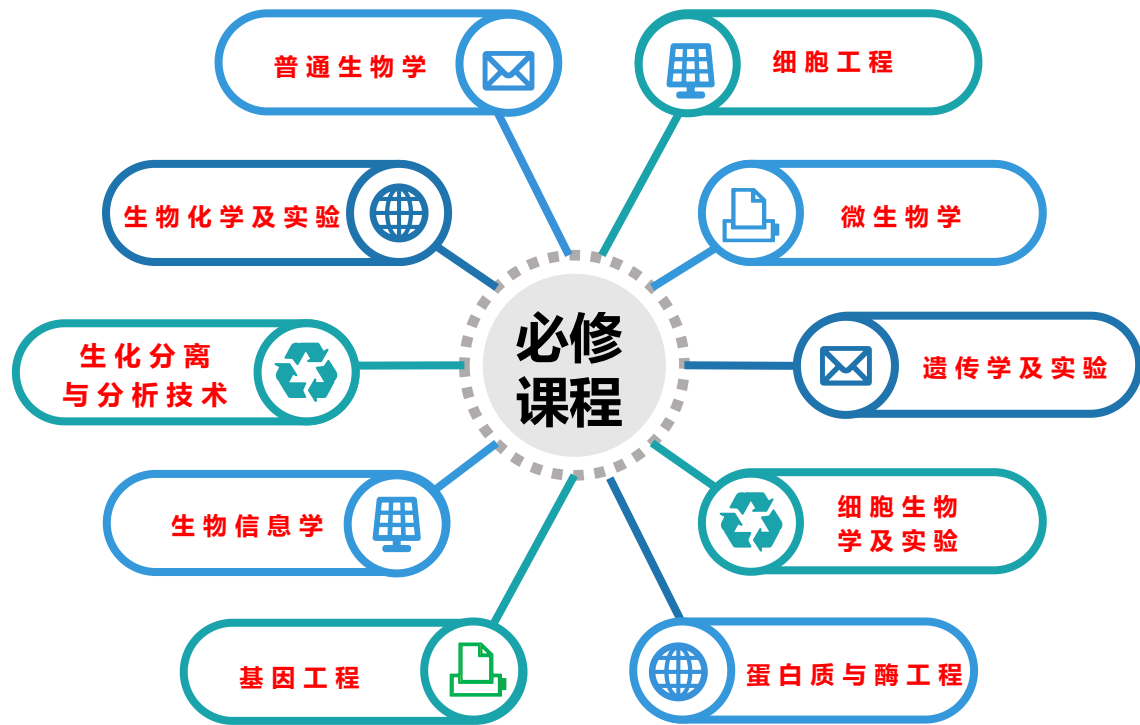 普通生物学
细胞工程
生物化学及实验
微生物学
必修
课程
生化分离
与分析技术
遗传学及实验
生物信息学
细胞生物
学及实验
基因工程
蛋白质与酶工程